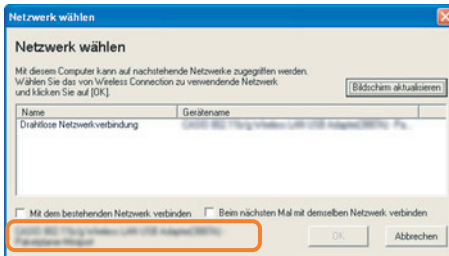 Netzwerk wählen
Netzwerk wählen
Mit diesem Computer kann auf nachstehende Netzwerke zugegriffen werden.
Wählen Sie das von Wireless Connection zu verwendende Netzwerk
und klicken Sie auf [OK].
Bildschirm aktualisieren
Name Gerätename
Drahtlose Netzwerkverbindung
Mit dem bestehenden Netzwerk verbinden Beim nächsten Mal mit demselben Netzwerk verbinden
OK Abbrechen